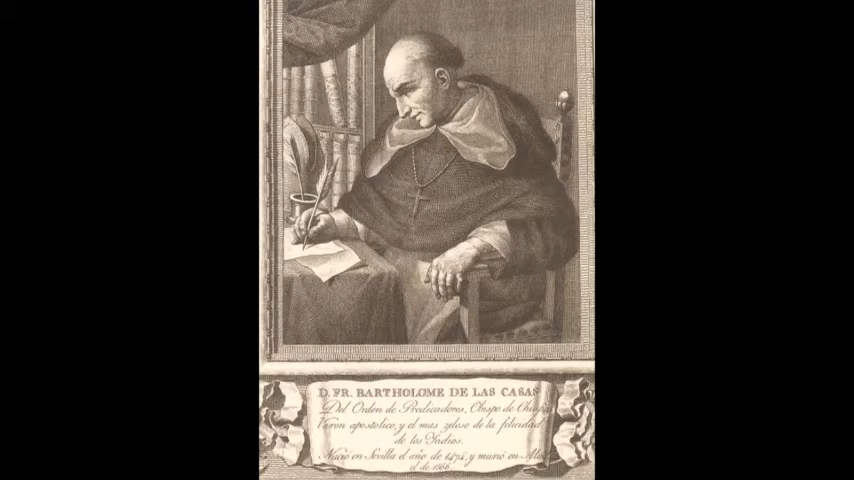 D. FR. BARTHOLOME DE LAS CASAS
Del Orden de Predicadores, Obispo de Chiapa,
Varon apostolico, y el mas zeloso de la felicidad
de los Indios.
Nació en Sevilla el año de 1474, y murió en
el de 1566.